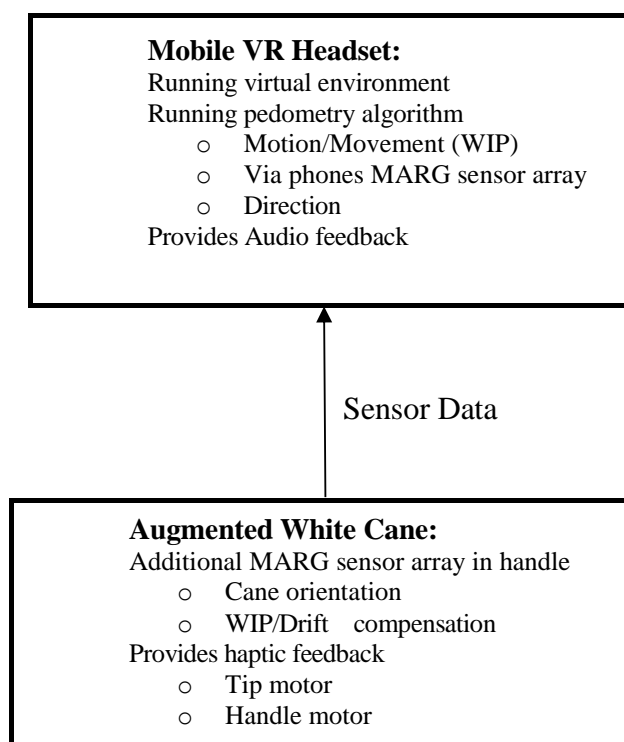 Mobile VR Headset:
Running virtual environment
Running pedometry algorithm
o Motion/Movement (WIP)
o Via phones MARG sensor array
o Direction
Provides Audio feedback
Sensor Data
Augmented White Cane:
Additional MARG sensor array in handle
o Cane orientation
o WIP/Drift compensation
Provides haptic feedback
o Tip motor
o Handle motor